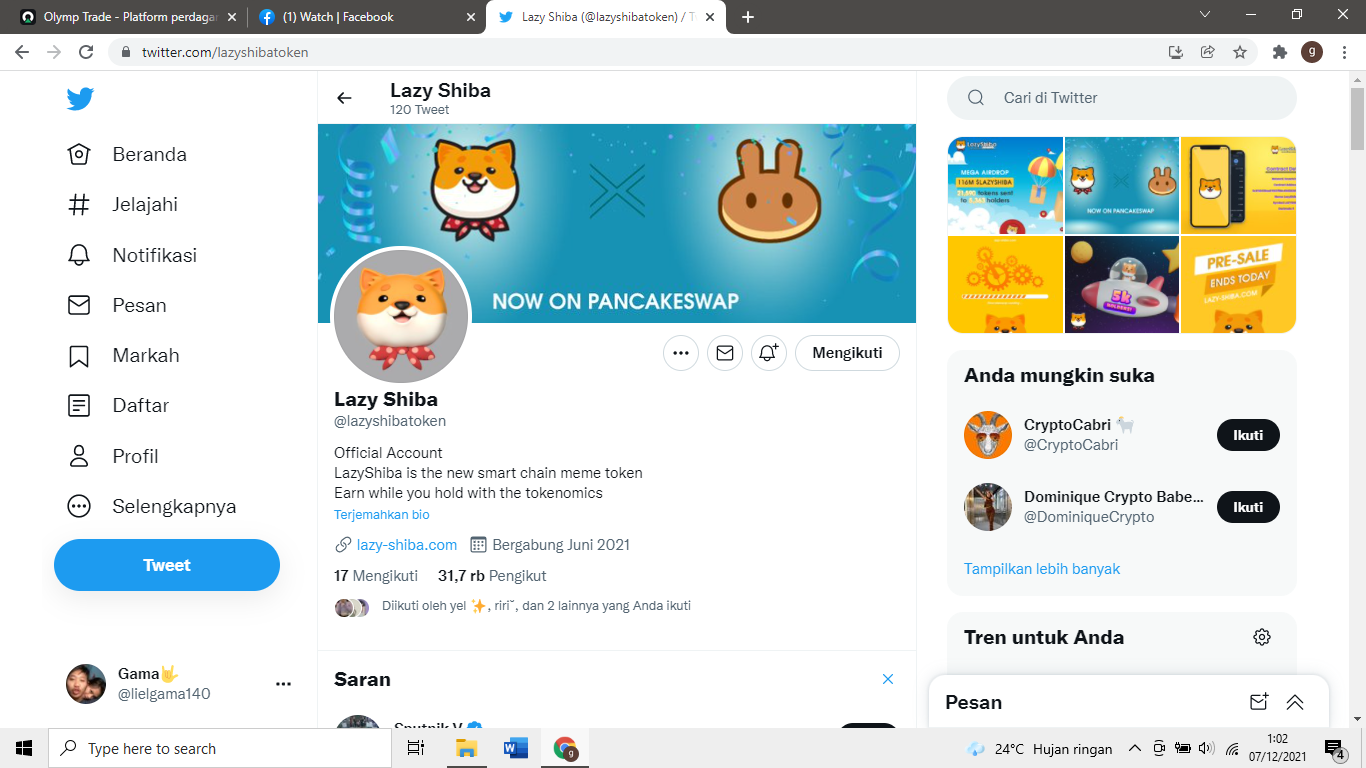 Olymp Trade - Platform perdagan
(1) Watch | Facebook
Lazy Shiba (@lazyshibatoken) / Tw
twitter.com/lazyshibatoken
g
Beranda
Jelajahi
Notifikasi
Pesan
Markah
Daftar
Profil
Selengkapnya
Tweet
Gama
@lielgama140
Lazy Shiba
120 Tweet
NOW ON PANCAKESWAP
Mengikuti
Lazy Shiba
@lazyshibatoken
Official Account
LazyShiba is the new smart chain meme token
Earn while you hold with the tokenomics
Terjemahkan bio
lazy-shiba.com Bergabung Juni 2021
17 Mengikuti 31,7 rb Pengikut
Diikuti oleh yel ✨, riri˘, dan 2 lainnya yang Anda ikuti
Saran
Sputnik V
Cari di Twitter
LazyShiba
MEGA AIRDROP
116M SLAZYSHIBA
tokens sent
holders
NOW ON PANCAKESWAP
5k
HOLDERS!
PRE-SALE
ENDS TODAY
LAZY-SHIBA.COM
Anda mungkin suka
CryptoCabri 🐐
@CryptoCabri
Ikuti
Dominique Crypto Babe...
@DominiqueCrypto
Ikuti
Tampilkan lebih banyak
Tren untuk Anda
Pesan
Type here to search
24°C Hujan ringan
1:02
07/12/2021
4